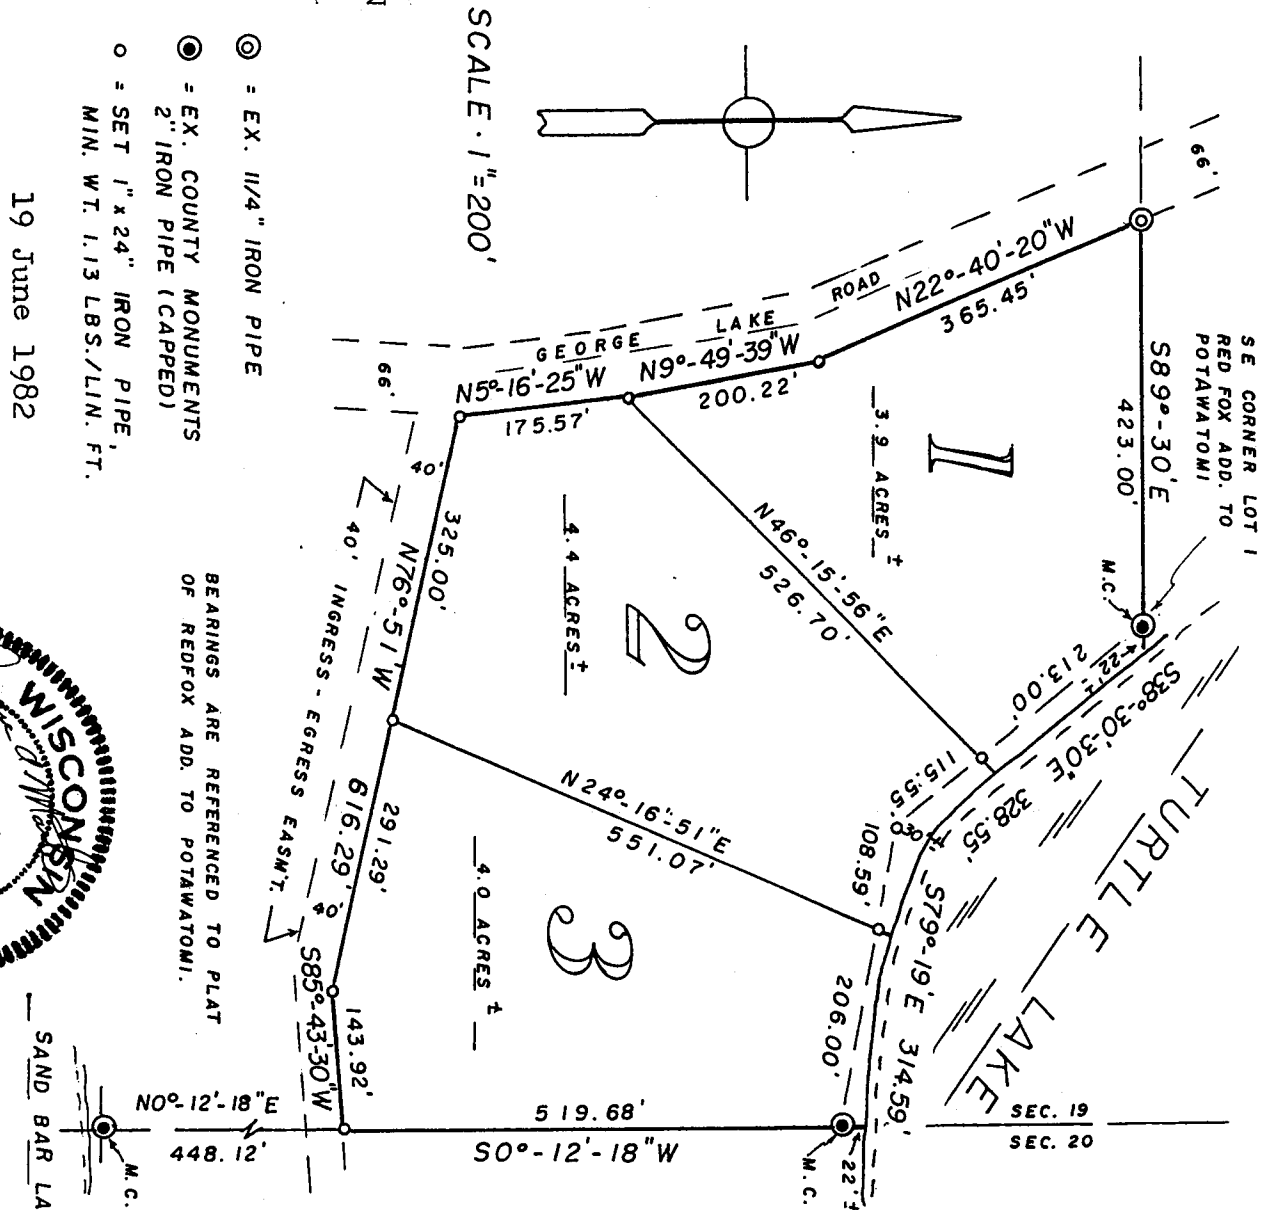 SE CORNER LOT 1
RED FOX ADD. TO
POTAWATOMI
66'
S89°-30'E
423.00'
M.C.
N22°-40'-20"W
365.45'
ROAD
LAKE
GEORGE
N9°-49'-39"W
200.22'
N5°-16'-25"W
175.57'
66'
1
3.9 ACRES ±
N46°-15'-56"E
526.70'
22'±
213.00'
S38°-30'-30"E
328.55'
115.55'
30'±
TURTLE LAKE
2
4.4 ACRES ±
108.59'
S79°-19'E 314.59'
N24°-16'-51"E
551.07'
3
4.0 ACRES ±
206.00'
40'
325.00'
N76°-51'W
616.29'
291.29'
40'
40' INGRESS - EGRESS EASM'T.
S85°-43'-30"W
143.92'
519.68'
S0°-12'-18"W
M.C.
22'±
SEC. 19
SEC. 20
N0°-12'-18"E
448.12'
M.C.
SAND BAR LA
SCALE · 1"=200'
= EX. 1 1/4" IRON PIPE
= EX. COUNTY MONUMENTS
2" IRON PIPE (CAPPED)
= SET 1" x 24" IRON PIPE,
MIN. WT. 1.13 LBS./LIN. FT.
19 June 1982
BEARINGS ARE REFERENCED TO PLAT
OF REDFOX ADD. TO POTAWATOMI.
WISCONSIN